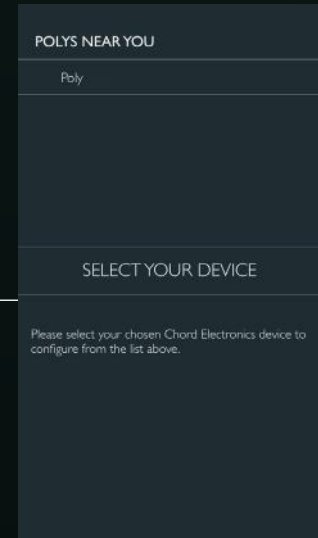 POLYS NEAR YOU
Poly
SELECT YOUR DEVICE
Please select your chosen Chord Electronics device to
configure from the list above.